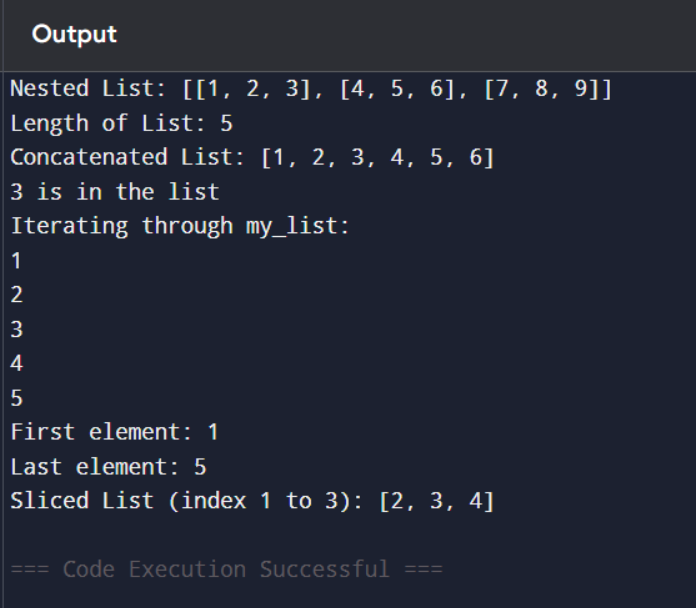 Output
Nested List: [[1, 2, 3], [4, 5, 6], [7, 8, 9]]
Length of List: 5
Concatenated List: [1, 2, 3, 4, 5, 6]
3 is in the list
Iterating through my_list:
1
2
3
4
5
First element: 1
Last element: 5
Sliced List (index 1 to 3): [2, 3, 4]
=== Code Execution Successful ===